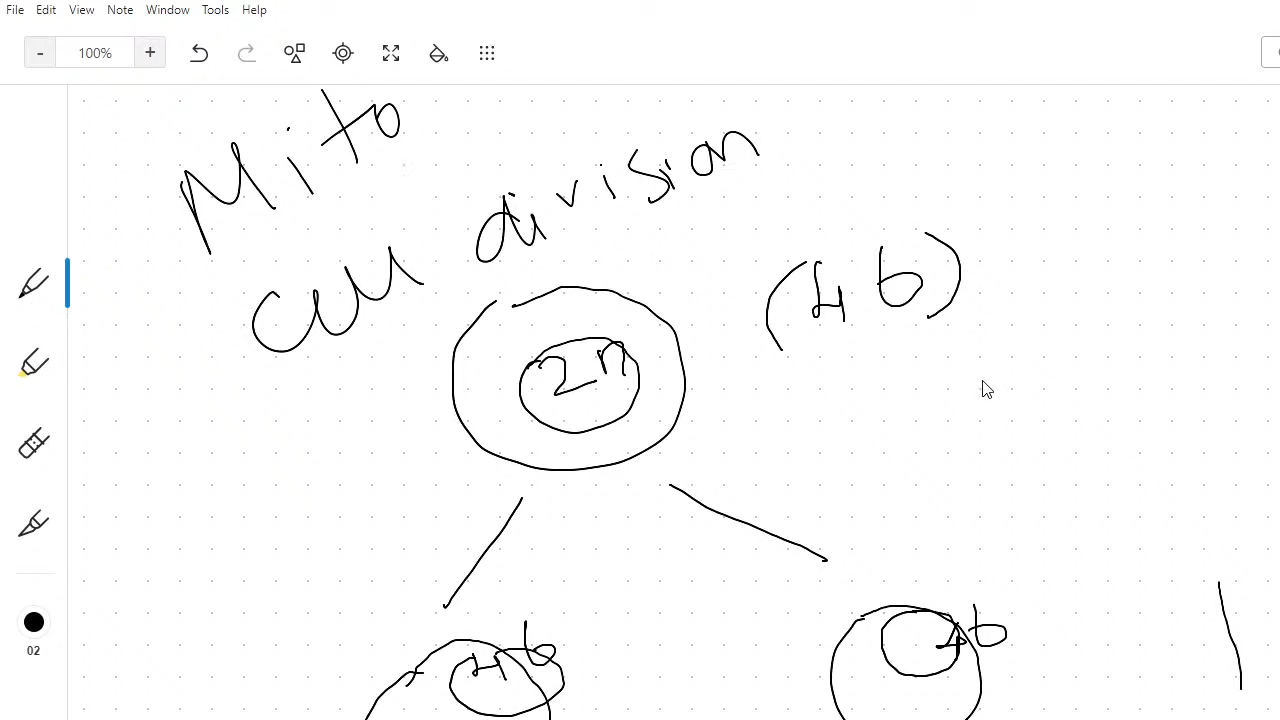 File Edit View Note Window Tools Help
- 100% +
Mito
cell division
(46)
2n
46
46
02